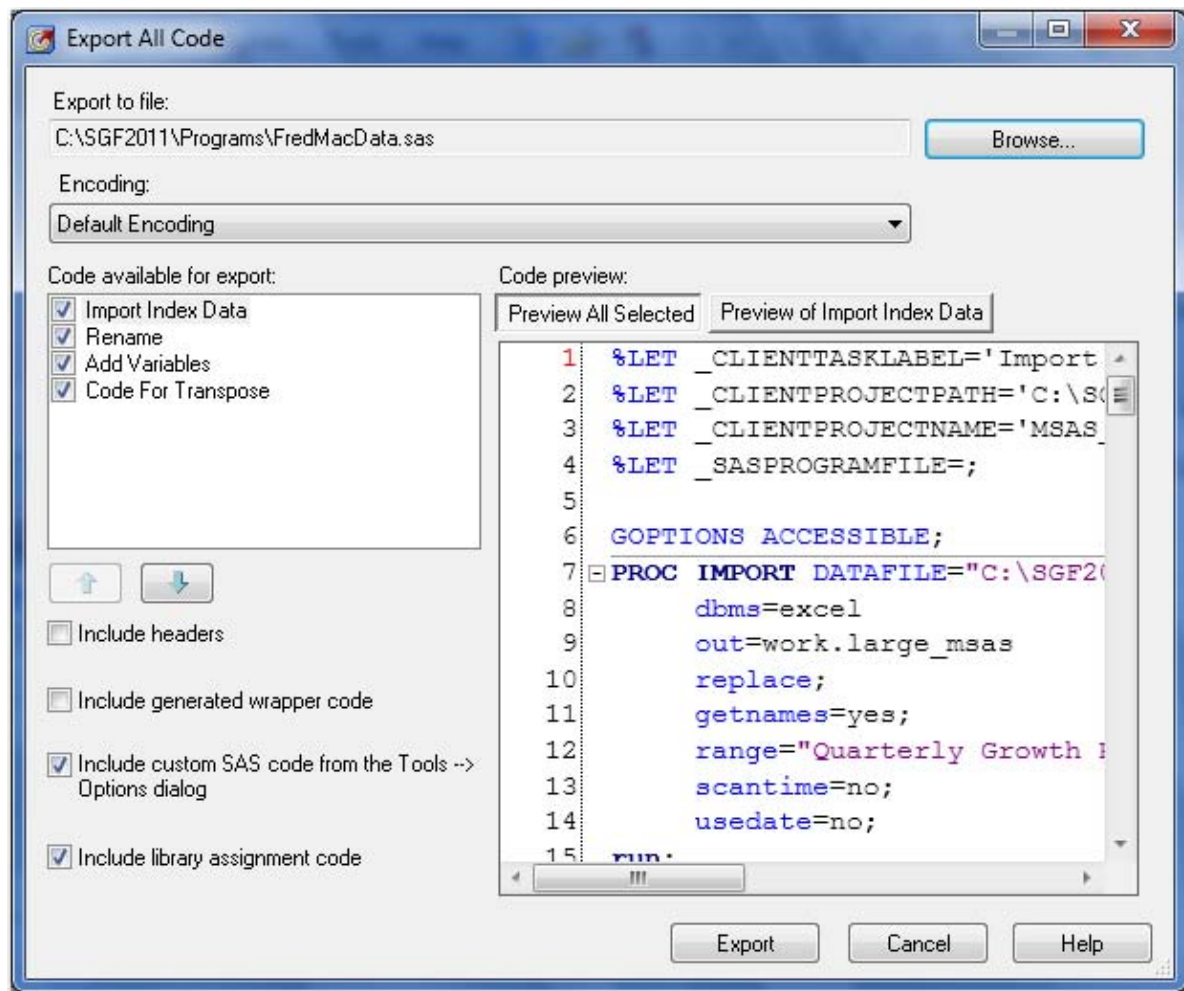 Export All Code
Export to file:
C:\SGF2011\Programs\FredMacData.sas
Browse...
Encoding:
Default Encoding
Code available for export:
Import Index Data
Rename
Add Variables
Code For Transpose
Include headers
Include generated wrapper code
Include custom SAS code from the Tools -->
Options dialog
Include library assignment code
Code preview:
Preview All Selected
Preview of Import Index Data
1 %LET _CLIENTTASKLABEL='Import
2 %LET _CLIENTPROJECTPATH='C:\S
3 %LET _CLIENTPROJECTNAME='MSAS_
4 %LET _SASPROGRAMFILE=;
5
6 GOPTIONS ACCESSIBLE;
7 PROC IMPORT DATAFILE="C:\SGF2
8 dbms=excel
9 out=work.large_msas
10 replace;
11 getnames=yes;
12 range="Quarterly Growth
13 scantime=no;
14 usedate=no;
15 run;
Export
Cancel
Help